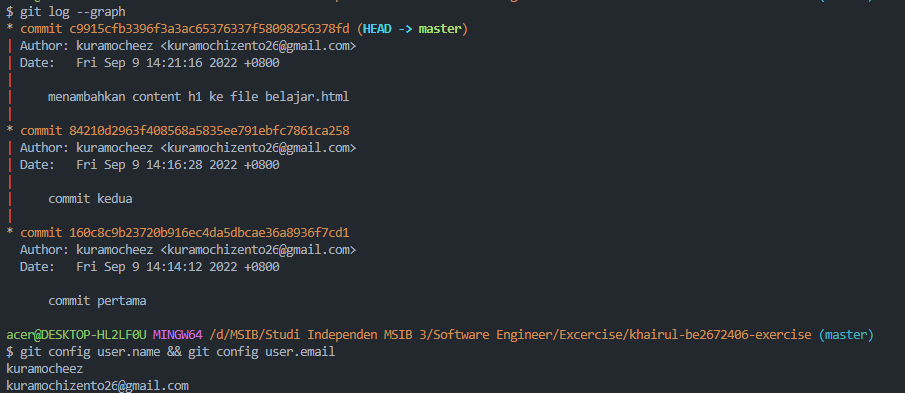 $ git log --graph
* commit c9915cfb3396f3a3ac65376337f58098256378fd (HEAD -> master)
| Author: kuramocheez <kuramochizento26@gmail.com>
| Date:   Fri Sep 9 14:21:16 2022 +0800
|
|     menambahkan content h1 ke file belajar.html
|
* commit 84210d2963f408568a5835ee791ebfc7861ca258
| Author: kuramocheez <kuramochizento26@gmail.com>
| Date:   Fri Sep 9 14:16:28 2022 +0800
|
|     commit kedua
|
* commit 160c8c9b23720b916ec4da5dbcae36a8936f7cd1
  Author: kuramocheez <kuramochizento26@gmail.com>
  Date:   Fri Sep 9 14:14:12 2022 +0800

      commit pertama

acer@DESKTOP-HL2LF0U MINGW64 /d/MSIB/Studi Independen MSIB 3/Software Engineer/Excercise/khairul-be2672406-exercise (master)
$ git config user.name && git config user.email
kuramocheez
kuramochizento26@gmail.com